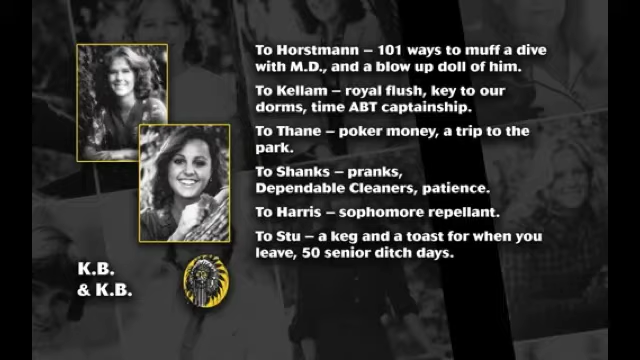 To Horstmann – 101 ways to muff a dive
with M.D., and a blow up doll of him.
To Kellam – royal flush, key to our
dorms, time ABT captainship.
To Thane – poker money, a trip to the
park.
To Shanks – pranks,
Dependable Cleaners, patience.
To Harris – sophomore repellant.
To Stu – a keg and a toast for when you
leave, 50 senior ditch days.
K.B.
& K.B.